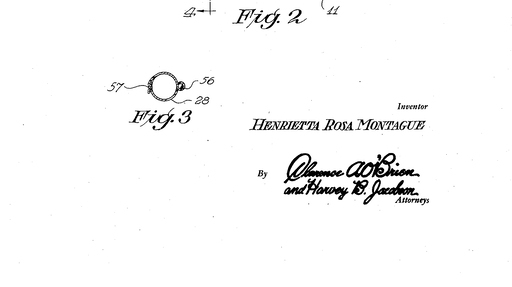 4. 11
Fig. 2
57 56
28
Fig. 3
Inventor
HENRIETTA ROSA MONTAGUE
By Clarence A. O'Brien
and Harvey B. Jacobson
Attorneys